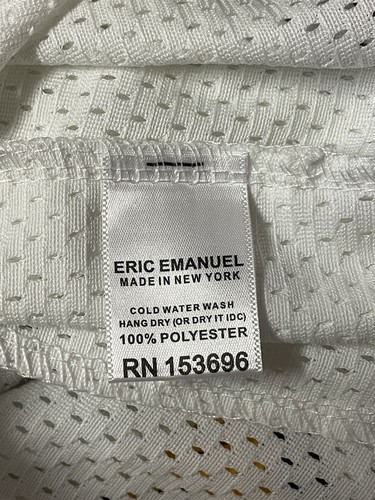 ERIC EMANUEL
MADE IN NEW YORK
COLD WATER WASH
HANG DRY (OR DRY IT IDC)
100% POLYESTER
RN 153696